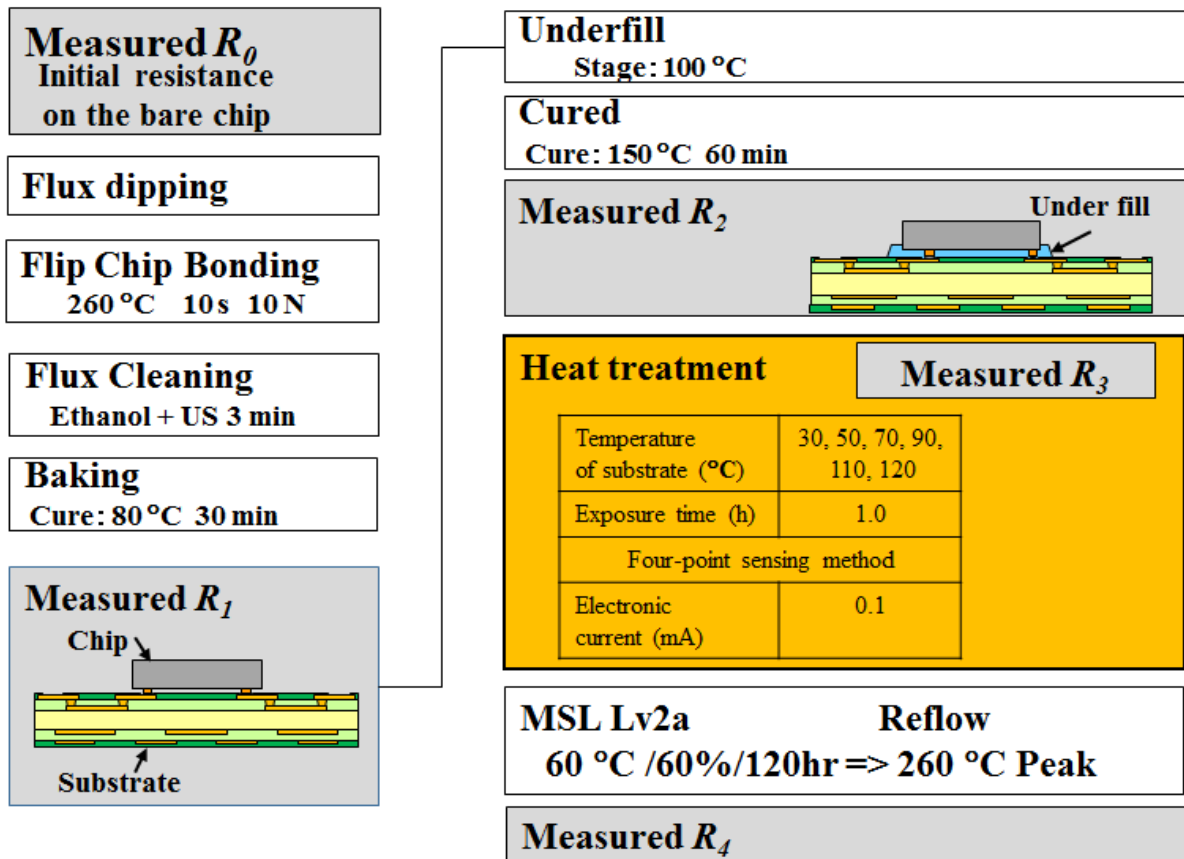 Measured R0
Initial resistance
on the bare chip
Flux dipping
Flip Chip Bonding
260 °C 10 s 10 N
Flux Cleaning
Ethanol + US 3 min
Baking
Cure: 80 °C 30 min
Measured R1
Chip
Substrate
Underfill
Stage: 100 °C
Cured
Cure: 150 °C 60 min
Measured R2
Under fill
Heat treatment
Measured R3
Temperature
of substrate (°C)
30, 50, 70, 90,
110, 120
Exposure time (h)
1.0
Four-point sensing method
Electronic
current (mA)
0.1
MSL Lv2a Reflow
60 °C /60%/120hr => 260 °C Peak
Measured R4